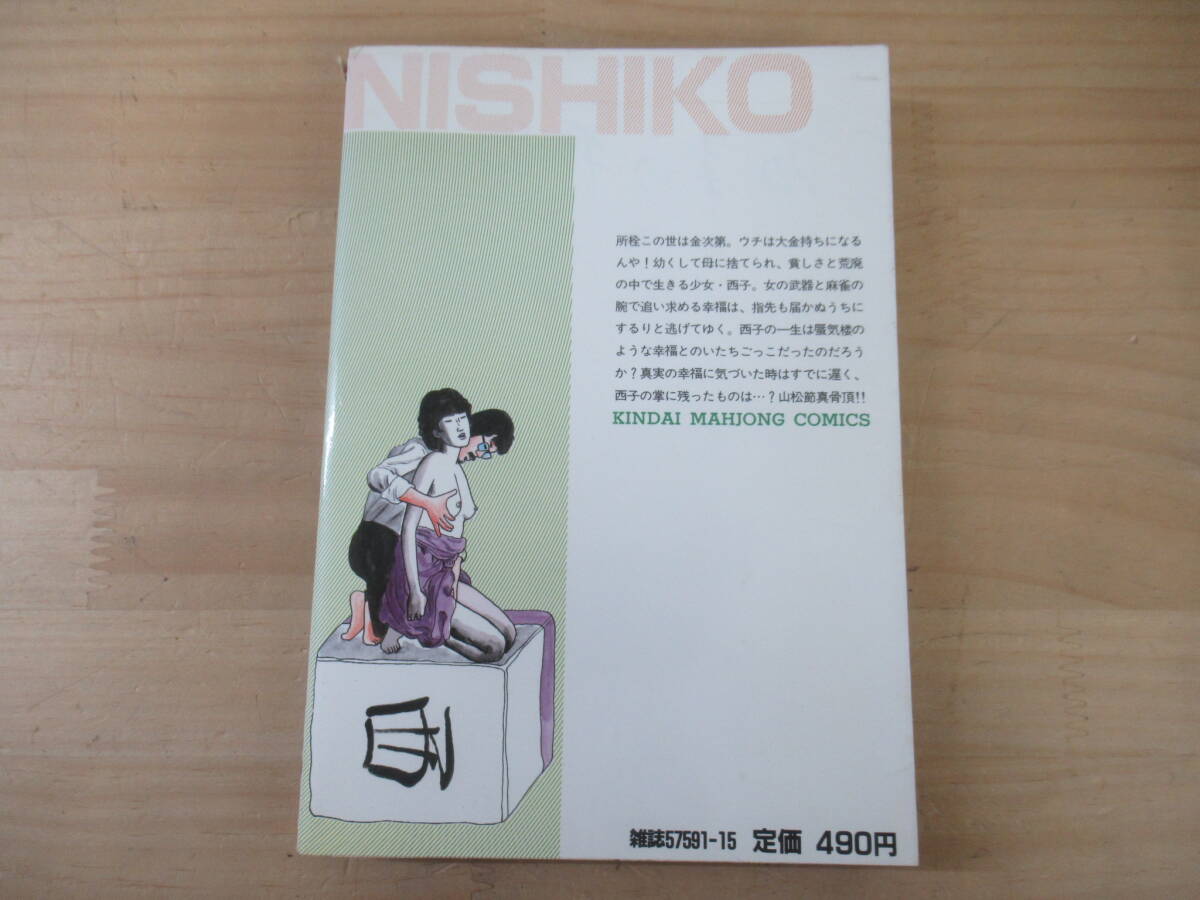 NISHIKO
所栓この世は金次第。ウチは大金持ちになる
んや！幼くして母に捨てられ、貧しさと荒廃
の中で生きる少女・西子。女の武器と麻雀の
腕で追い求める幸福は、指先も届かぬうちに
するりと逃げてゆく。西子の一生は蜃気楼の
ような幸福とのいたちごっこだったのだろう
か？真実の幸福に気づいた時はすでに遅く、
西子の掌に残ったものは…？山松節真骨頂!!
KINDAI MAHJONG COMICS
西
雑誌57591-15 定価 490円